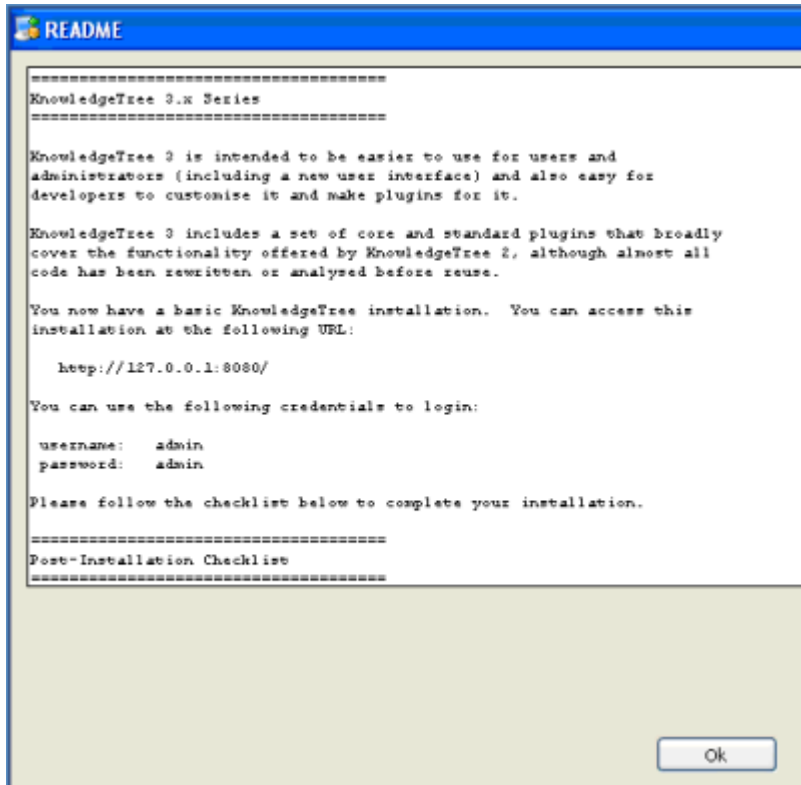 README
=====================================
KnowledgeTree 3.x Series
=====================================
KnowledgeTree 3 is intended to be easier to use for users and
administrators (including a new user interface) and also easy for
developers to customise it and make plugins for it.
KnowledgeTree 3 includes a set of core and standard plugins that broadly
cover the functionality offered by KnowledgeTree 2, although almost all
code has been rewritten or analysed before reuse.
You now have a basic KnowledgeTree installation.  You can access this
installation at the following URL:
http://127.0.0.1:8080/
You can use the following credentials to login:
username:   admin
password:   admin
Please follow the checklist below to complete your installation.
=====================================
Post-Installation Checklist
=====================================
Ok